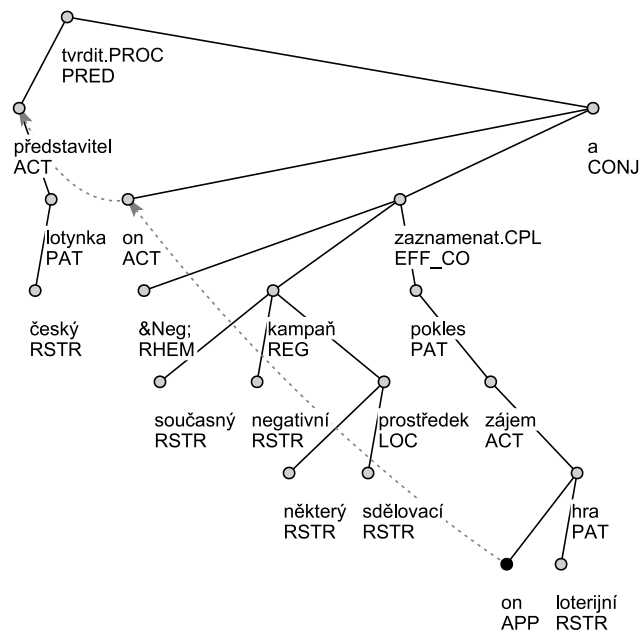 tvrdit.PROC
PRED
představitel
ACT
a
CONJ
lotynka
PAT
on
ACT
zaznamenat.CPL
EFF_CO
český
RSTR
&Neg;
RHEM
kampaň
REG
pokles
PAT
současný
RSTR
negativní
RSTR
prostředek
LOC
zájem
ACT
některý
RSTR
sdělovací
RSTR
hra
PAT
on
APP
loterijní
RSTR